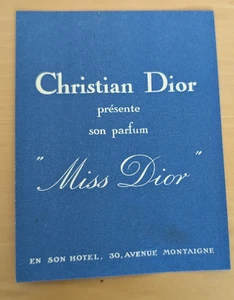 Christian Dior
présente
son parfum
"Miss Dior"
EN SON HOTEL, 30, AVENUE MONTAIGNE